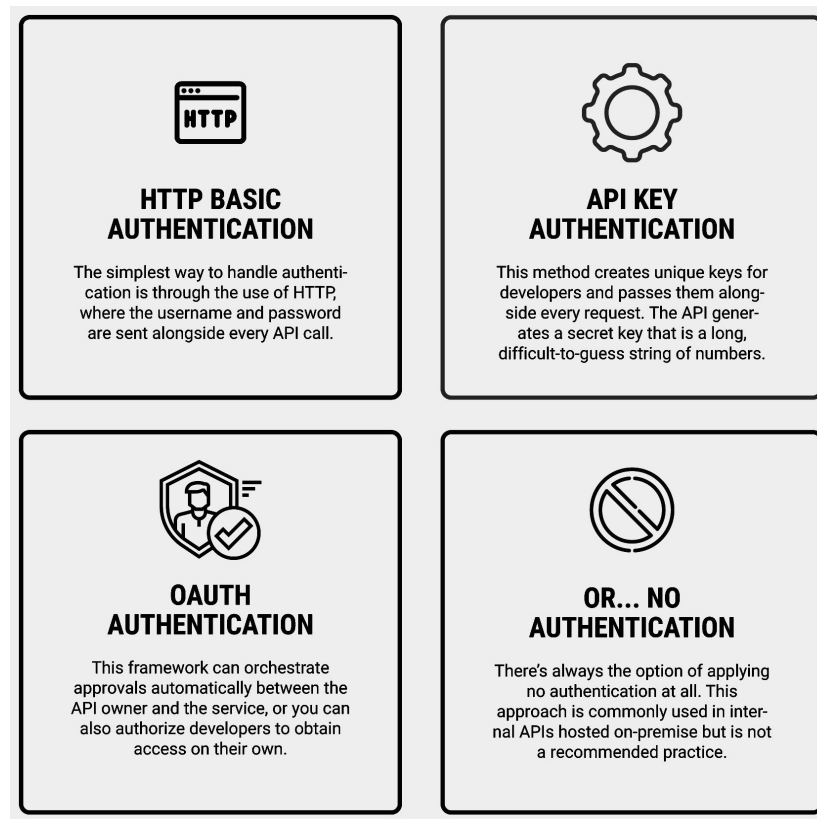 HTTP
HTTP BASIC
AUTHENTICATION
The simplest way to handle authenti-
cation is through the use of HTTP,
where the username and password
are sent alongside every API call.
API KEY
AUTHENTICATION
This method creates unique keys for
developers and passes them along-
side every request. The API gener-
ates a secret key that is a long,
difficult-to-guess string of numbers.
OAUTH
AUTHENTICATION
This framework can orchestrate
approvals automatically between the
API owner and the service, or you can
also authorize developers to obtain
access on their own.
OR... NO
AUTHENTICATION
There's always the option of applying
no authentication at all. This
approach is commonly used in inter-
nal APIs hosted on-premise but is not
a recommended practice.